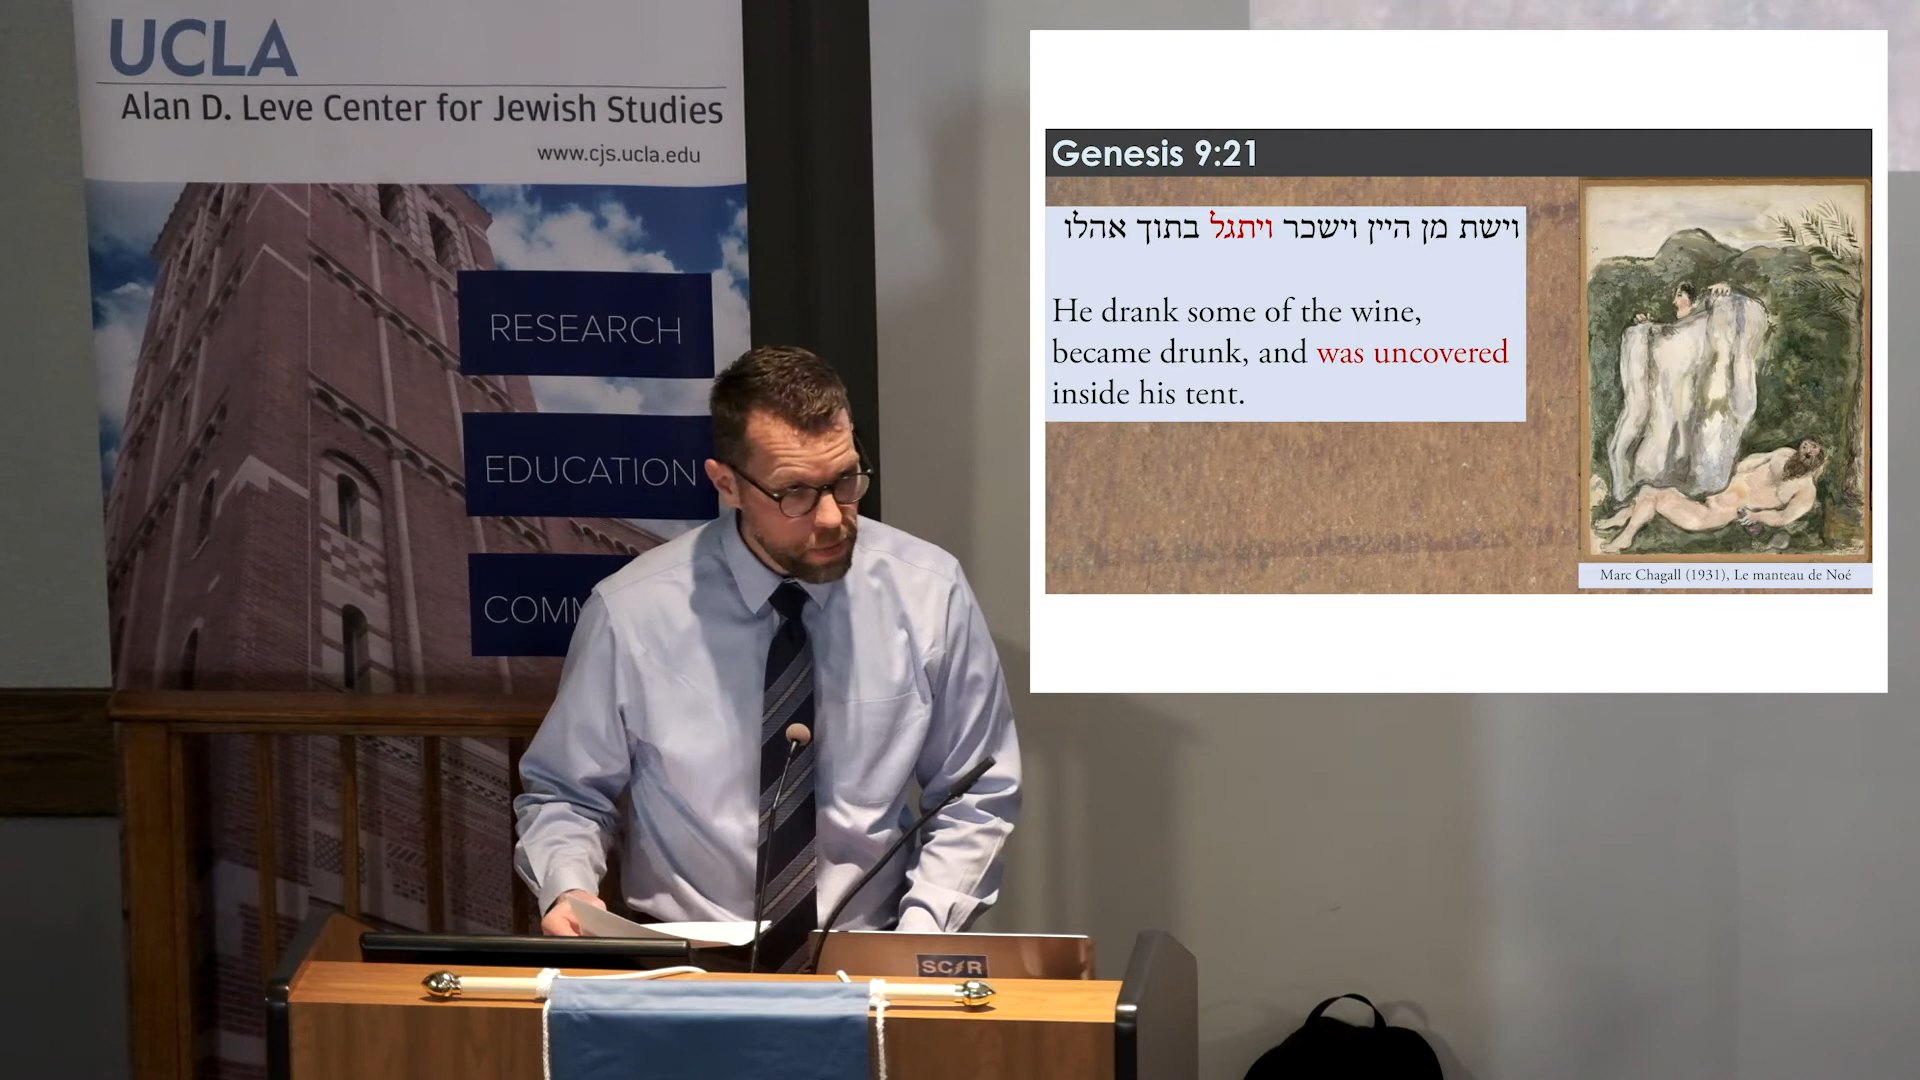 UCLA
Alan D. Leve Center for Jewish Studies
www.cjs.ucla.edu
RESEARCH
EDUCATION
COMM
SCIR
Genesis 9:21
וישת מן היין וישכר ויתגל בתוך אהלו
He drank some of the wine,
became drunk, and was uncovered
inside his tent.
Marc Chagall (1931), Le manteau de Noé